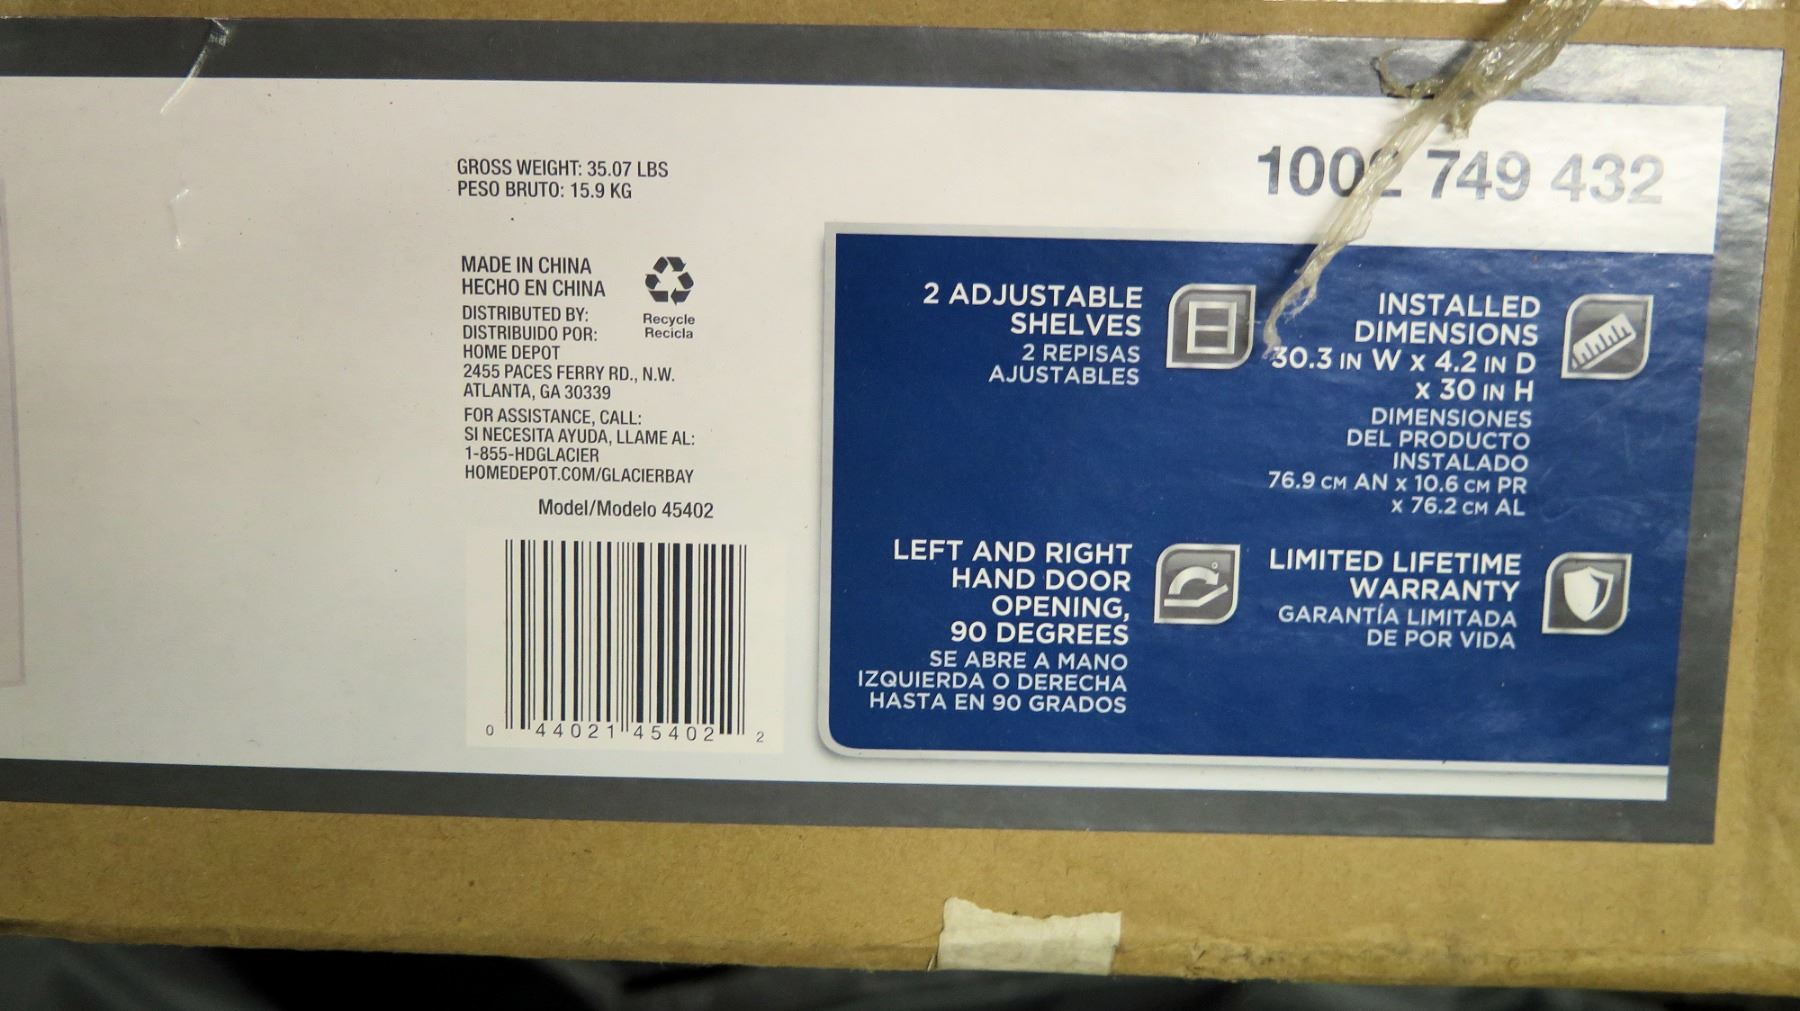 GROSS WEIGHT: 35.07 LBS
PESO BRUTO: 15.9 KG
MADE IN CHINA
HECHO EN CHINA
Recycle
Recicla
DISTRIBUTED BY:
DISTRIBUIDO POR:
HOME DEPOT
2455 PACES FERRY RD., N.W.
ATLANTA, GA 30339
FOR ASSISTANCE, CALL:
SI NECESITA AYUDA, LLAME AL:
1-855-HDGLACIER
HOMEDEPOT.COM/GLACIERBAY
Model/Modelo 45402
0 44021 45402 2
1002 749 432
2 ADJUSTABLE
SHELVES
2 REPISAS
AJUSTABLES
INSTALLED
DIMENSIONS
30.3 IN W x 4.2 IN D
x 30 IN H
DIMENSIONES
DEL PRODUCTO
INSTALADO
76.9 CM AN x 10.6 CM PR
x 76.2 CM AL
LEFT AND RIGHT
HAND DOOR
OPENING,
90 DEGREES
SE ABRE A MANO
IZQUIERDA O DERECHA
HASTA EN 90 GRADOS
LIMITED LIFETIME
WARRANTY
GARANTÍA LIMITADA
DE POR VIDA